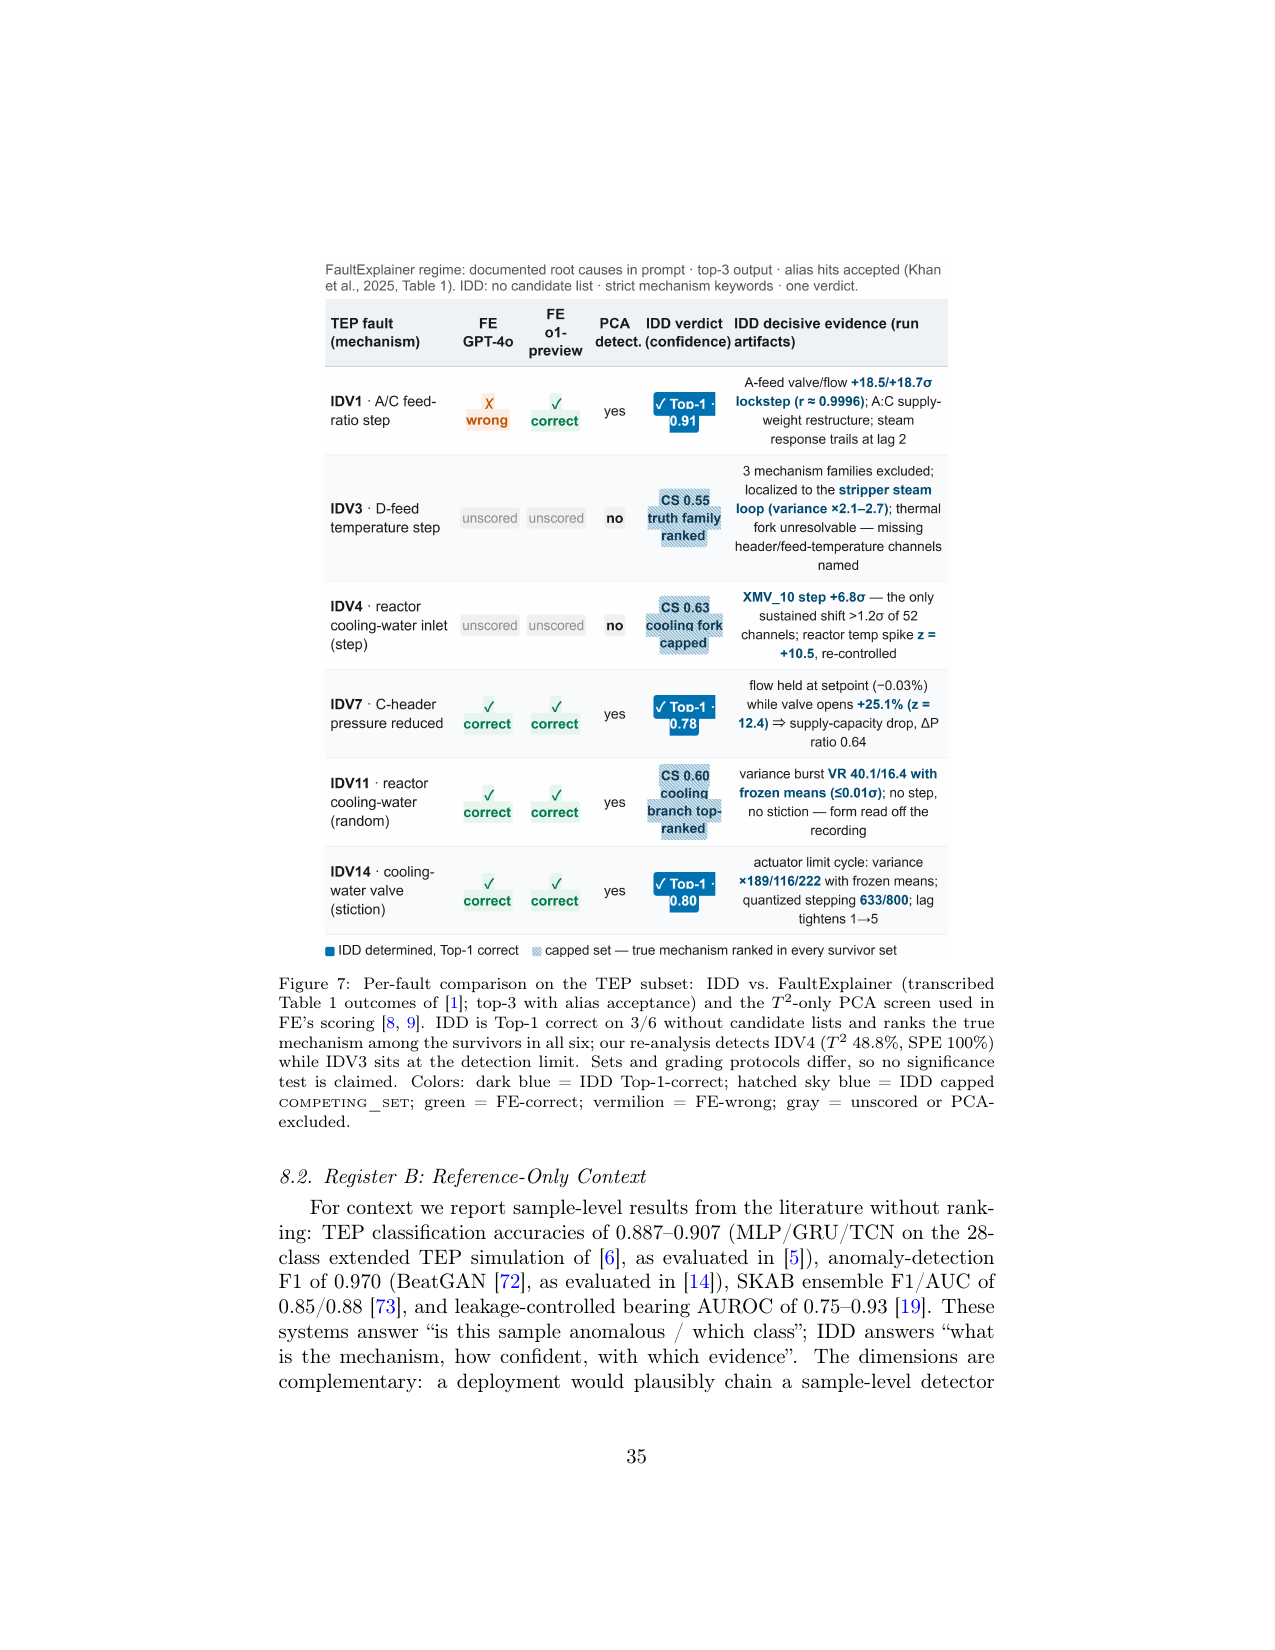 FaultExplainer regime: documented root causes in prompt · top-3 output · alias hits accepted (Khan
et al., 2025, Table 1). IDD: no candidate list · strict mechanism keywords · one verdict.
TEP fault (mechanism) FE GPT-4o FE o1-preview PCA detect. IDD verdict (confidence) IDD decisive evidence (run artifacts)
IDV1 · A/C feed-
ratio step
✗
wrong
✓
correct
yes
✓ Top-1 ·
0.91
A-feed valve/flow +18.5/+18.7σ
lockstep (r ≈ 0.9996); A:C supply-
weight restructure; steam
response trails at lag 2
IDV3 · D-feed
temperature step
unscored
unscored
no
CS 0.55
truth family
ranked
3 mechanism families excluded;
localized to the stripper steam
loop (variance ×2.1–2.7); thermal
fork unresolvable — missing
header/feed-temperature channels
named
IDV4 · reactor
cooling-water inlet
(step)
unscored
unscored
no
CS 0.63
cooling fork
capped
XMV_10 step +6.8σ — the only
sustained shift >1.2σ of 52
channels; reactor temp spike z =
+10.5, re-controlled
IDV7 · C-header
pressure reduced
✓
correct
✓
correct
yes
✓ Top-1 ·
0.78
flow held at setpoint (−0.03%)
while valve opens +25.1% (z =
12.4) ⇒ supply-capacity drop, ΔP
ratio 0.64
IDV11 · reactor
cooling-water
(random)
✓
correct
✓
correct
yes
CS 0.60
cooling
branch top-
ranked
variance burst VR 40.1/16.4 with
frozen means (≤0.01σ); no step,
no stiction — form read off the
recording
IDV14 · cooling-
water valve
(stiction)
✓
correct
✓
correct
yes
✓ Top-1 ·
0.80
actuator limit cycle: variance
×189/116/222 with frozen means;
quantized stepping 633/800; lag
tightens 1→5
IDD determined, Top-1 correct capped set — true mechanism ranked in every survivor set
Figure 7: Per-fault comparison on the TEP subset: IDD vs. FaultExplainer (transcribed
Table 1 outcomes of [1]; top-3 with alias acceptance) and the T²-only PCA screen used in
FE's scoring [8, 9]. IDD is Top-1 correct on 3/6 without candidate lists and ranks the true
mechanism among the survivors in all six; our re-analysis detects IDV4 (T² 48.8%, SPE 100%)
while IDV3 sits at the detection limit. Sets and grading protocols differ, so no significance
test is claimed. Colors: dark blue = IDD Top-1-correct; hatched sky blue = IDD capped
COMPETING_SET; green = FE-correct; vermilion = FE-wrong; gray = unscored or PCA-
excluded.
8.2. Register B: Reference-Only Context
For context we report sample-level results from the literature without rank-
ing: TEP classification accuracies of 0.887–0.907 (MLP/GRU/TCN on the 28-
class extended TEP simulation of [6], as evaluated in [5]), anomaly-detection
F1 of 0.970 (BeatGAN [72], as evaluated in [14]), SKAB ensemble F1/AUC of
0.85/0.88 [73], and leakage-controlled bearing AUROC of 0.75–0.93 [19]. These
systems answer “is this sample anomalous / which class”; IDD answers “what
is the mechanism, how confident, with which evidence”. The dimensions are
complementary: a deployment would plausibly chain a sample-level detector
35